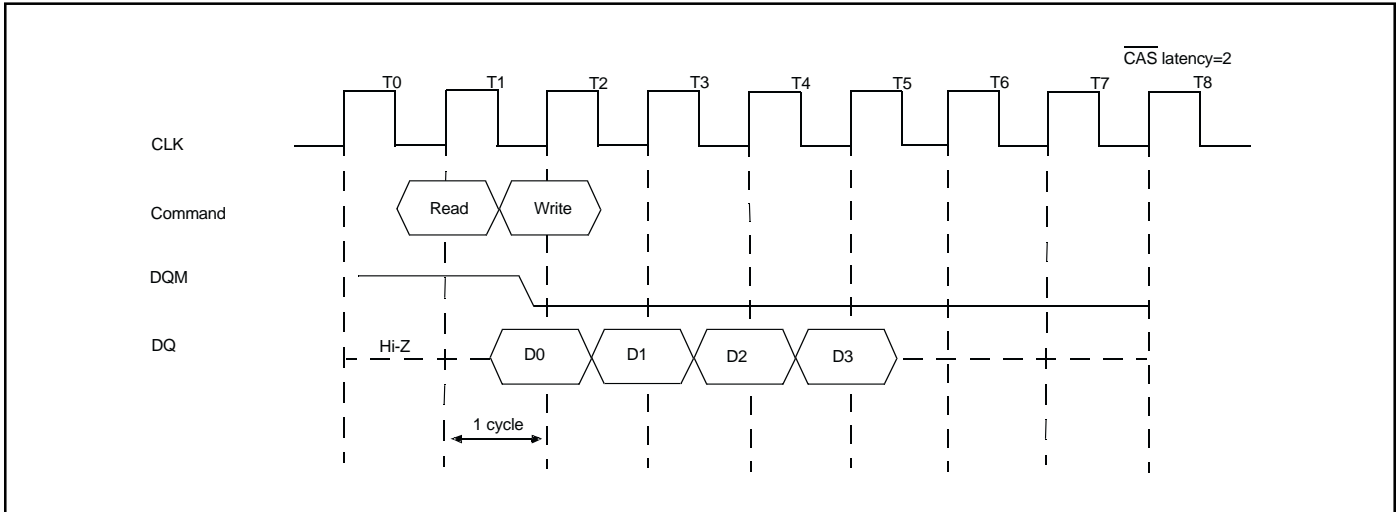 CAS latency=2
T0 T1 T2 T3 T4 T5 T6 T7 T8
CLK
Command Read Write
DQM
DQ Hi-Z D0 D1 D2 D3
1 cycle